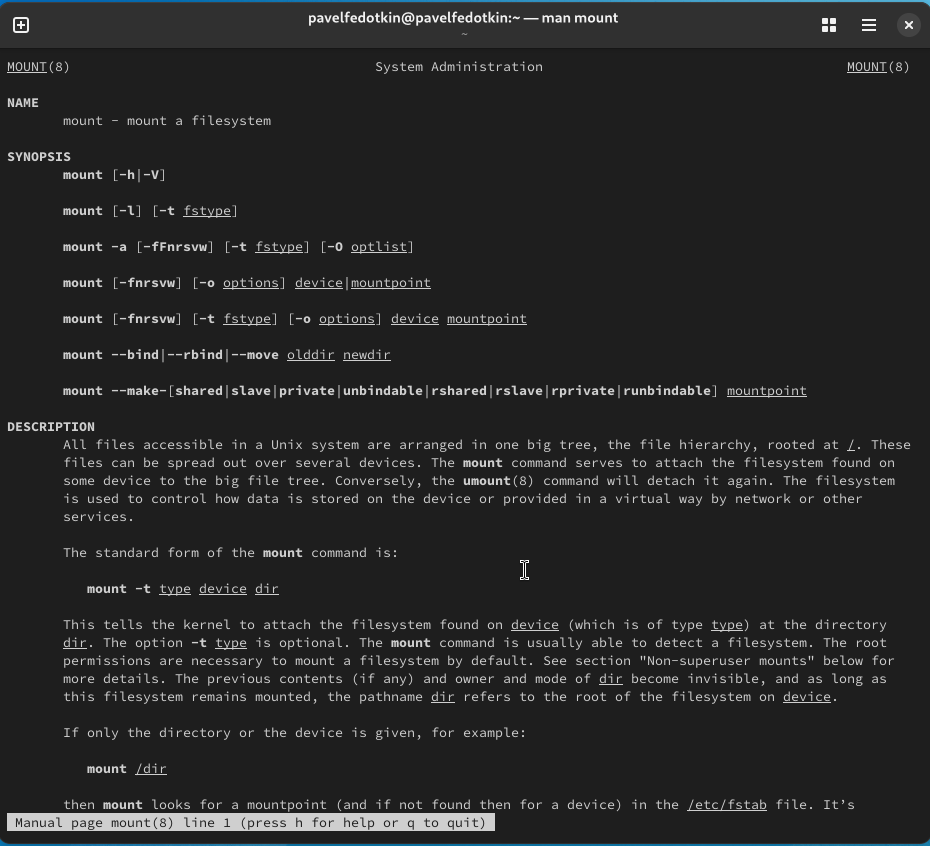 pavelfedotkin@pavelfedotkin:~ — man mount
~
MOUNT(8) System Administration MOUNT(8)
NAME
mount - mount a filesystem
SYNOPSIS
mount [-h|-V]
mount [-l] [-t fstype]
mount -a [-fFnrsvw] [-t fstype] [-O optlist]
mount [-fnrsvw] [-o options] device|mountpoint
mount [-fnrsvw] [-t fstype] [-o options] device mountpoint
mount --bind|--rbind|--move olddir newdir
mount --make-[shared|slave|private|unbindable|rshared|rslave|rprivate|runbindable] mountpoint
DESCRIPTION
All files accessible in a Unix system are arranged in one big tree, the file hierarchy, rooted at /. These
files can be spread out over several devices. The mount command serves to attach the filesystem found on
some device to the big file tree. Conversely, the umount(8) command will detach it again. The filesystem
is used to control how data is stored on the device or provided in a virtual way by network or other
services.
The standard form of the mount command is:
mount -t type device dir
This tells the kernel to attach the filesystem found on device (which is of type type) at the directory
dir. The option -t type is optional. The mount command is usually able to detect a filesystem. The root
permissions are necessary to mount a filesystem by default. See section "Non-superuser mounts" below for
more details. The previous contents (if any) and owner and mode of dir become invisible, and as long as
this filesystem remains mounted, the pathname dir refers to the root of the filesystem on device.
If only the directory or the device is given, for example:
mount /dir
then mount looks for a mountpoint (and if not found then for a device) in the /etc/fstab file. It’s
Manual page mount(8) line 1 (press h for help or q to quit)